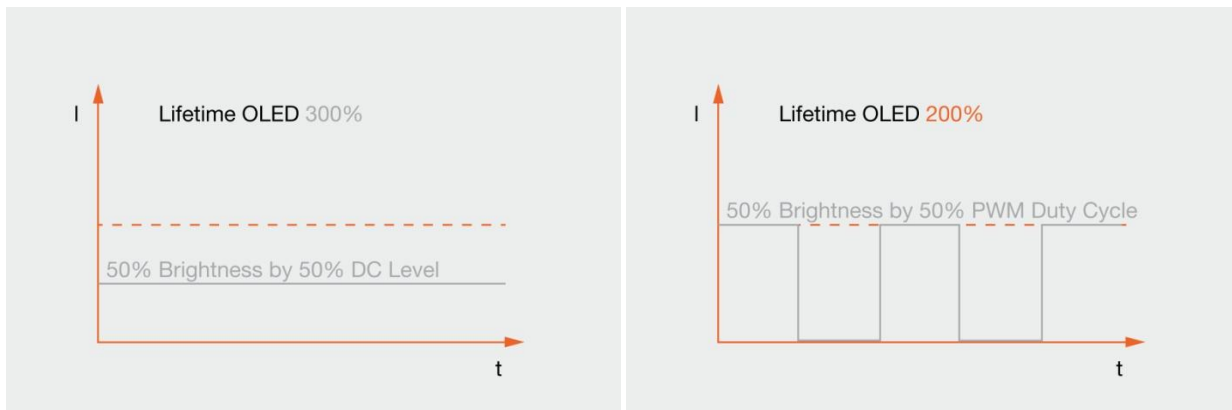 I
Lifetime OLED 300%
50% Brightness by 50% DC Level
t
I
Lifetime OLED 200%
50% Brightness by 50% PWM Duty Cycle
t